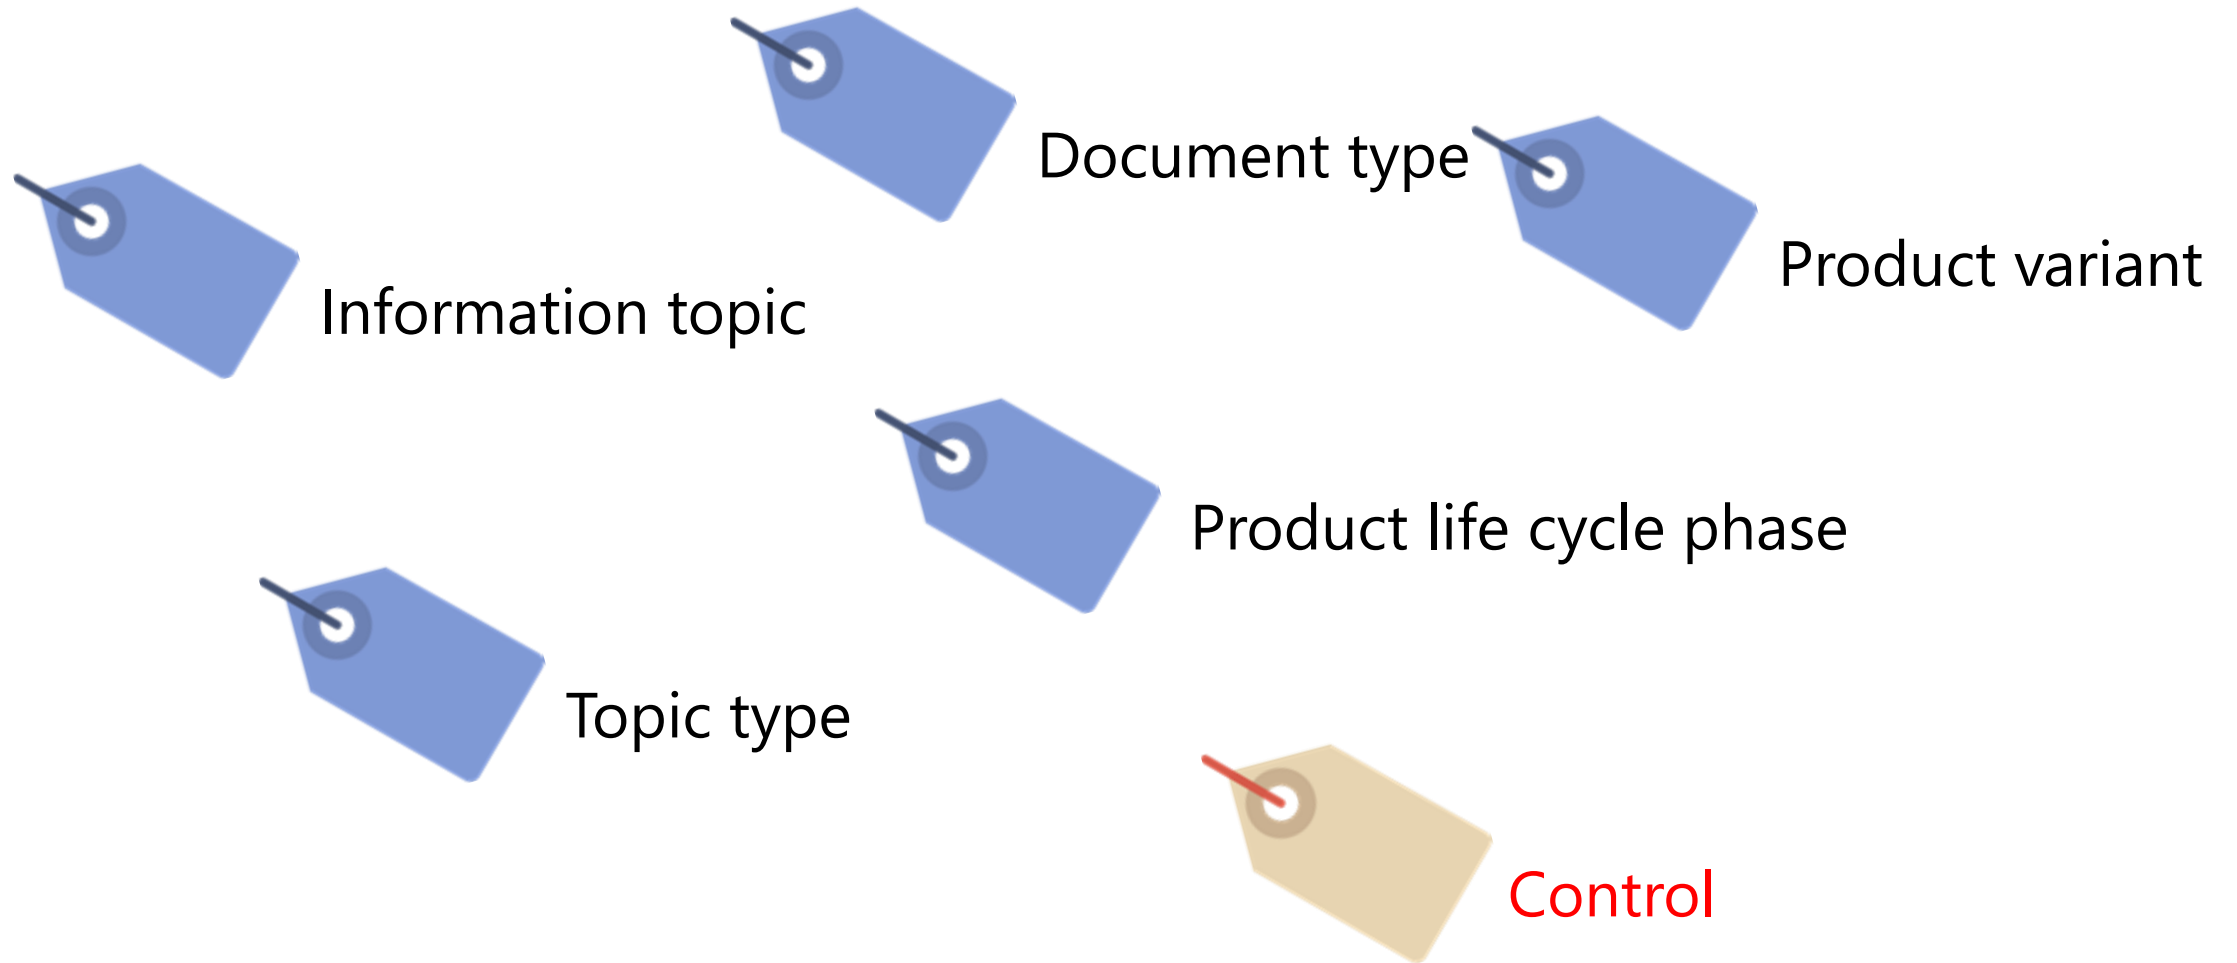 Document type
Product variant
Information topic
Product life cycle phase
Topic type
Control